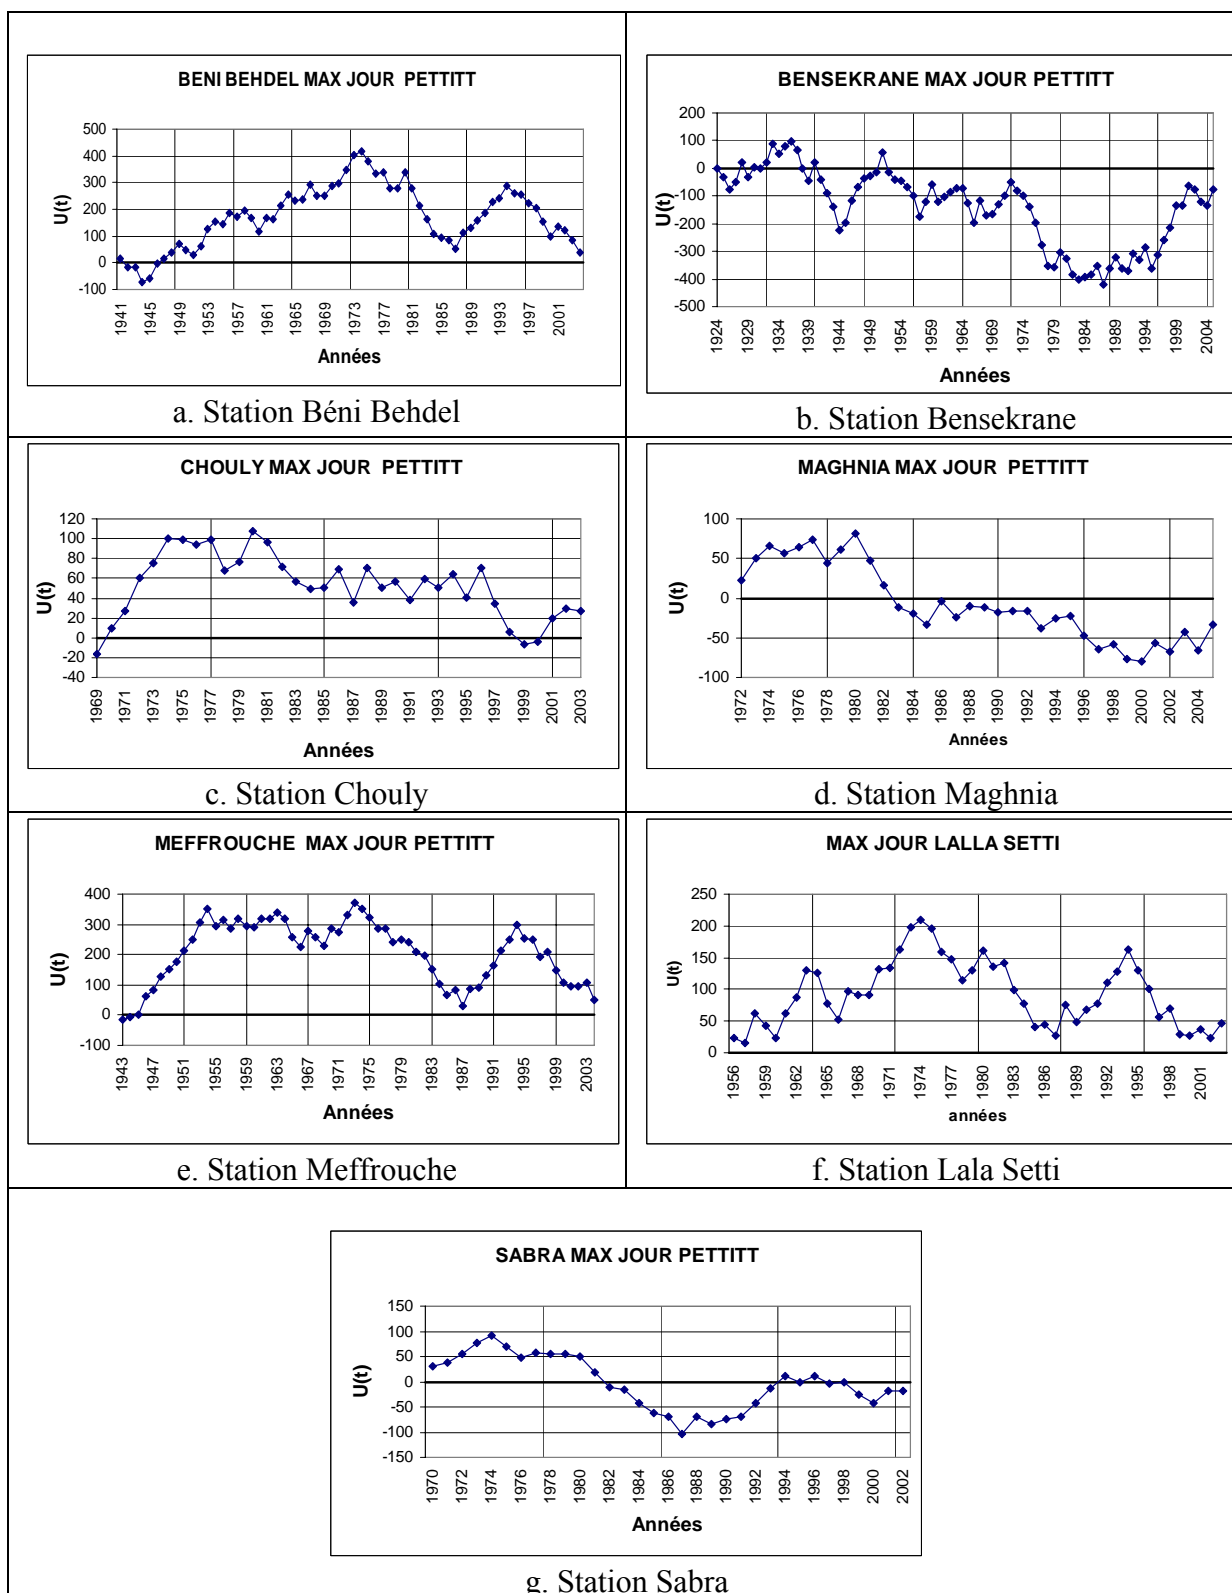 BENI BEHDEL MAX JOUR PETTITT
500
400
300
200
100
0
-100
U(t)
1941 1945 1949 1953 1957 1961 1965 1969 1973 1977 1981 1985 1989 1993 1997 2001
Années
a. Station Béni Behdel
BENSEKRANE MAX JOUR PETTITT
200
100
0
-100
-200
-300
-400
-500
U(t)
1924 1929 1934 1939 1944 1949 1954 1959 1964 1969 1974 1979 1984 1989 1994 1999 2004
Années
b. Station Bensekrane
CHOULY MAX JOUR PETTITT
120
100
80
60
40
20
0
-20
-40
U(t)
1969 1971 1973 1975 1977 1979 1981 1983 1985 1987 1989 1991 1993 1995 1997 1999 2001 2003
Années
c. Station Chouly
MAGHNIA MAX JOUR PETTITT
100
50
0
-50
-100
U(t)
1972 1974 1976 1978 1980 1982 1984 1986 1988 1990 1992 1994 1996 1998 2000 2002 2004
Années
d. Station Maghnia
MEFFROUCHE MAX JOUR PETTITT
400
300
200
100
0
-100
U(t)
1943 1947 1951 1955 1959 1963 1967 1971 1975 1979 1983 1987 1991 1995 1999 2003
Années
e. Station Meffrouche
MAX JOUR LALLA SETTI
250
200
150
100
50
0
U(t)
1956 1959 1962 1965 1968 1971 1974 1977 1980 1983 1986 1989 1992 1995 1998 2001
années
f. Station Lala Setti
SABRA MAX JOUR PETTITT
150
100
50
0
-50
-100
-150
U(t)
1970 1972 1974 1976 1978 1980 1982 1984 1986 1988 1990 1992 1994 1996 1998 2000 2002
Années
g. Station Sabra